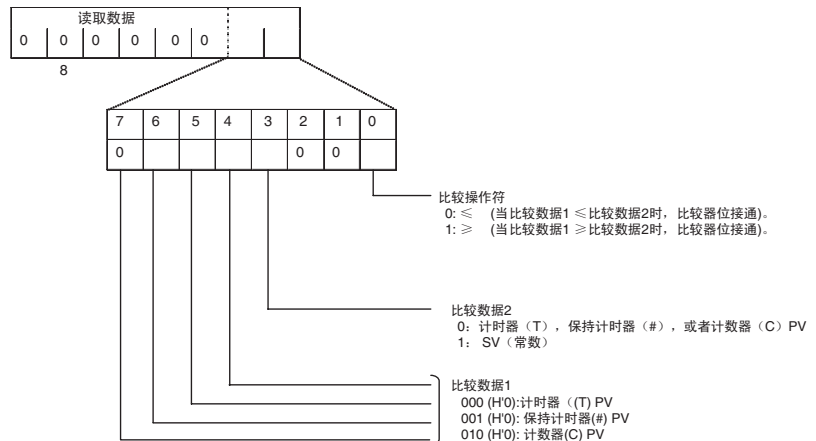 读取数据
0 0 0 0 0 0
8
7 6 5 4 3 2 1 0
0 0 0
比较操作符
0: ≤ (当比较数据1 ≤比较数据2时，比较器位接通)。
1: ≥ (当比较数据1 ≥比较数据2时，比较器位接通)。
比较数据2
0：计时器（T），保持计时器（#），或者计数器（C）PV
1： SV（常数）
比较数据1
000 (H'0):计时器（(T) PV
001 (H'0): 保持计时器(#) PV
010 (H'0): 计数器(C) PV